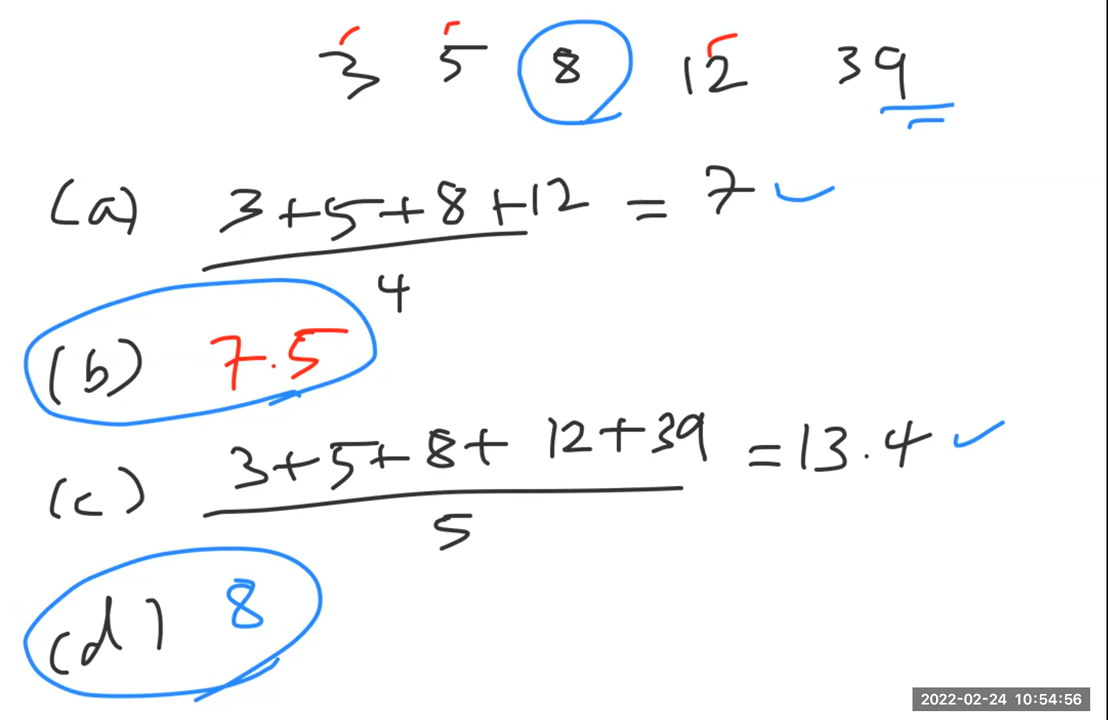 3 5 8 12 39
(a) 3+5+8+12 = 7 ✓
4
(b) 7.5
(c) 3+5+8+ 12+39 =13.4 ✓
5
(d) 8
2022-02-24 10:54:56